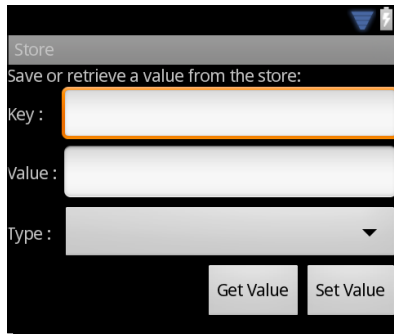 Store
Save or retrieve a value from the store:
Key :
Value :
Type :
Get Value Set Value